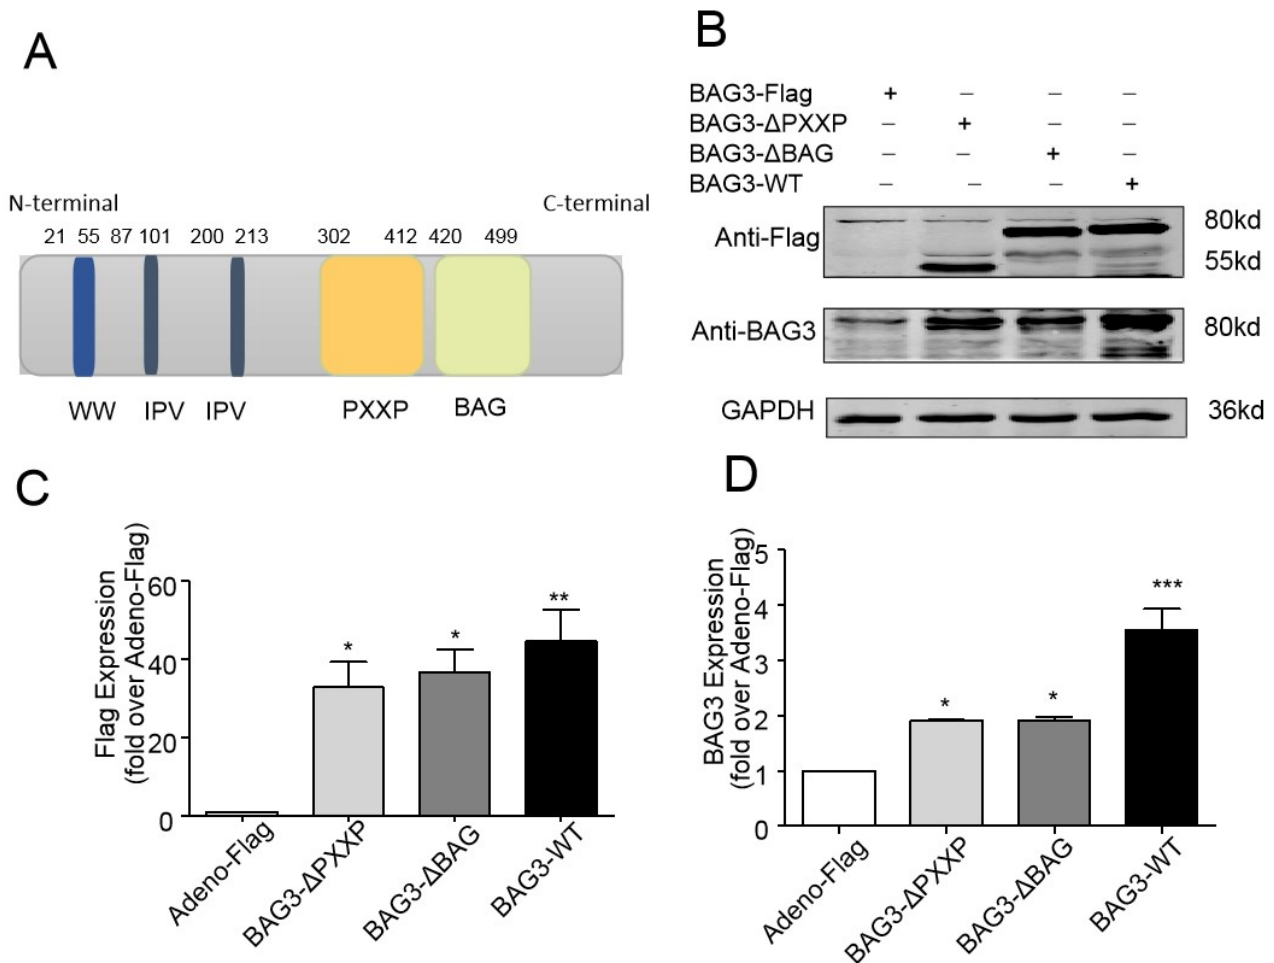 A
N-terminal C-terminal
21 55 87 101 200 213 302 412 420 499
WW IPV IPV PXXP BAG
B
BAG3-Flag + – – –
BAG3-ΔPXXP – + – –
BAG3-ΔBAG – – + –
BAG3-WT – – – +
Anti-Flag 80kd
55kd
Anti-BAG3 80kd
GAPDH 36kd
C
Flag Expression
(fold over Adeno-Flag)
60
40
20
0
*
*
**
Adeno-Flag
BAG3-ΔPXXP
BAG3-ΔBAG
BAG3-WT
D
BAG3 Expression
(fold over Adeno-Flag)
5
4
3
2
1
0
*
*
***
Adeno-Flag
BAG3-ΔPXXP
BAG3-ΔBAG
BAG3-WT